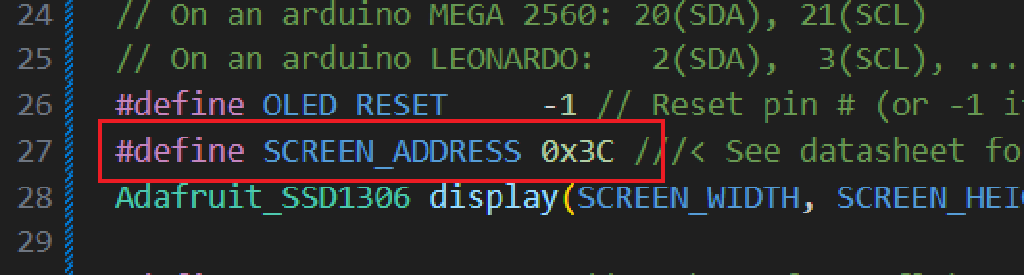 24 // On an arduino MEGA 2560: 20(SDA), 21(SCL)
25 // On an arduino LEONARDO:   2(SDA),  3(SCL), ...
26 #define OLED_RESET     -1 // Reset pin # (or -1 i
27 #define SCREEN_ADDRESS 0x3C ///< See datasheet fo
28 Adafruit_SSD1306 display(SCREEN_WIDTH, SCREEN_HEI
29